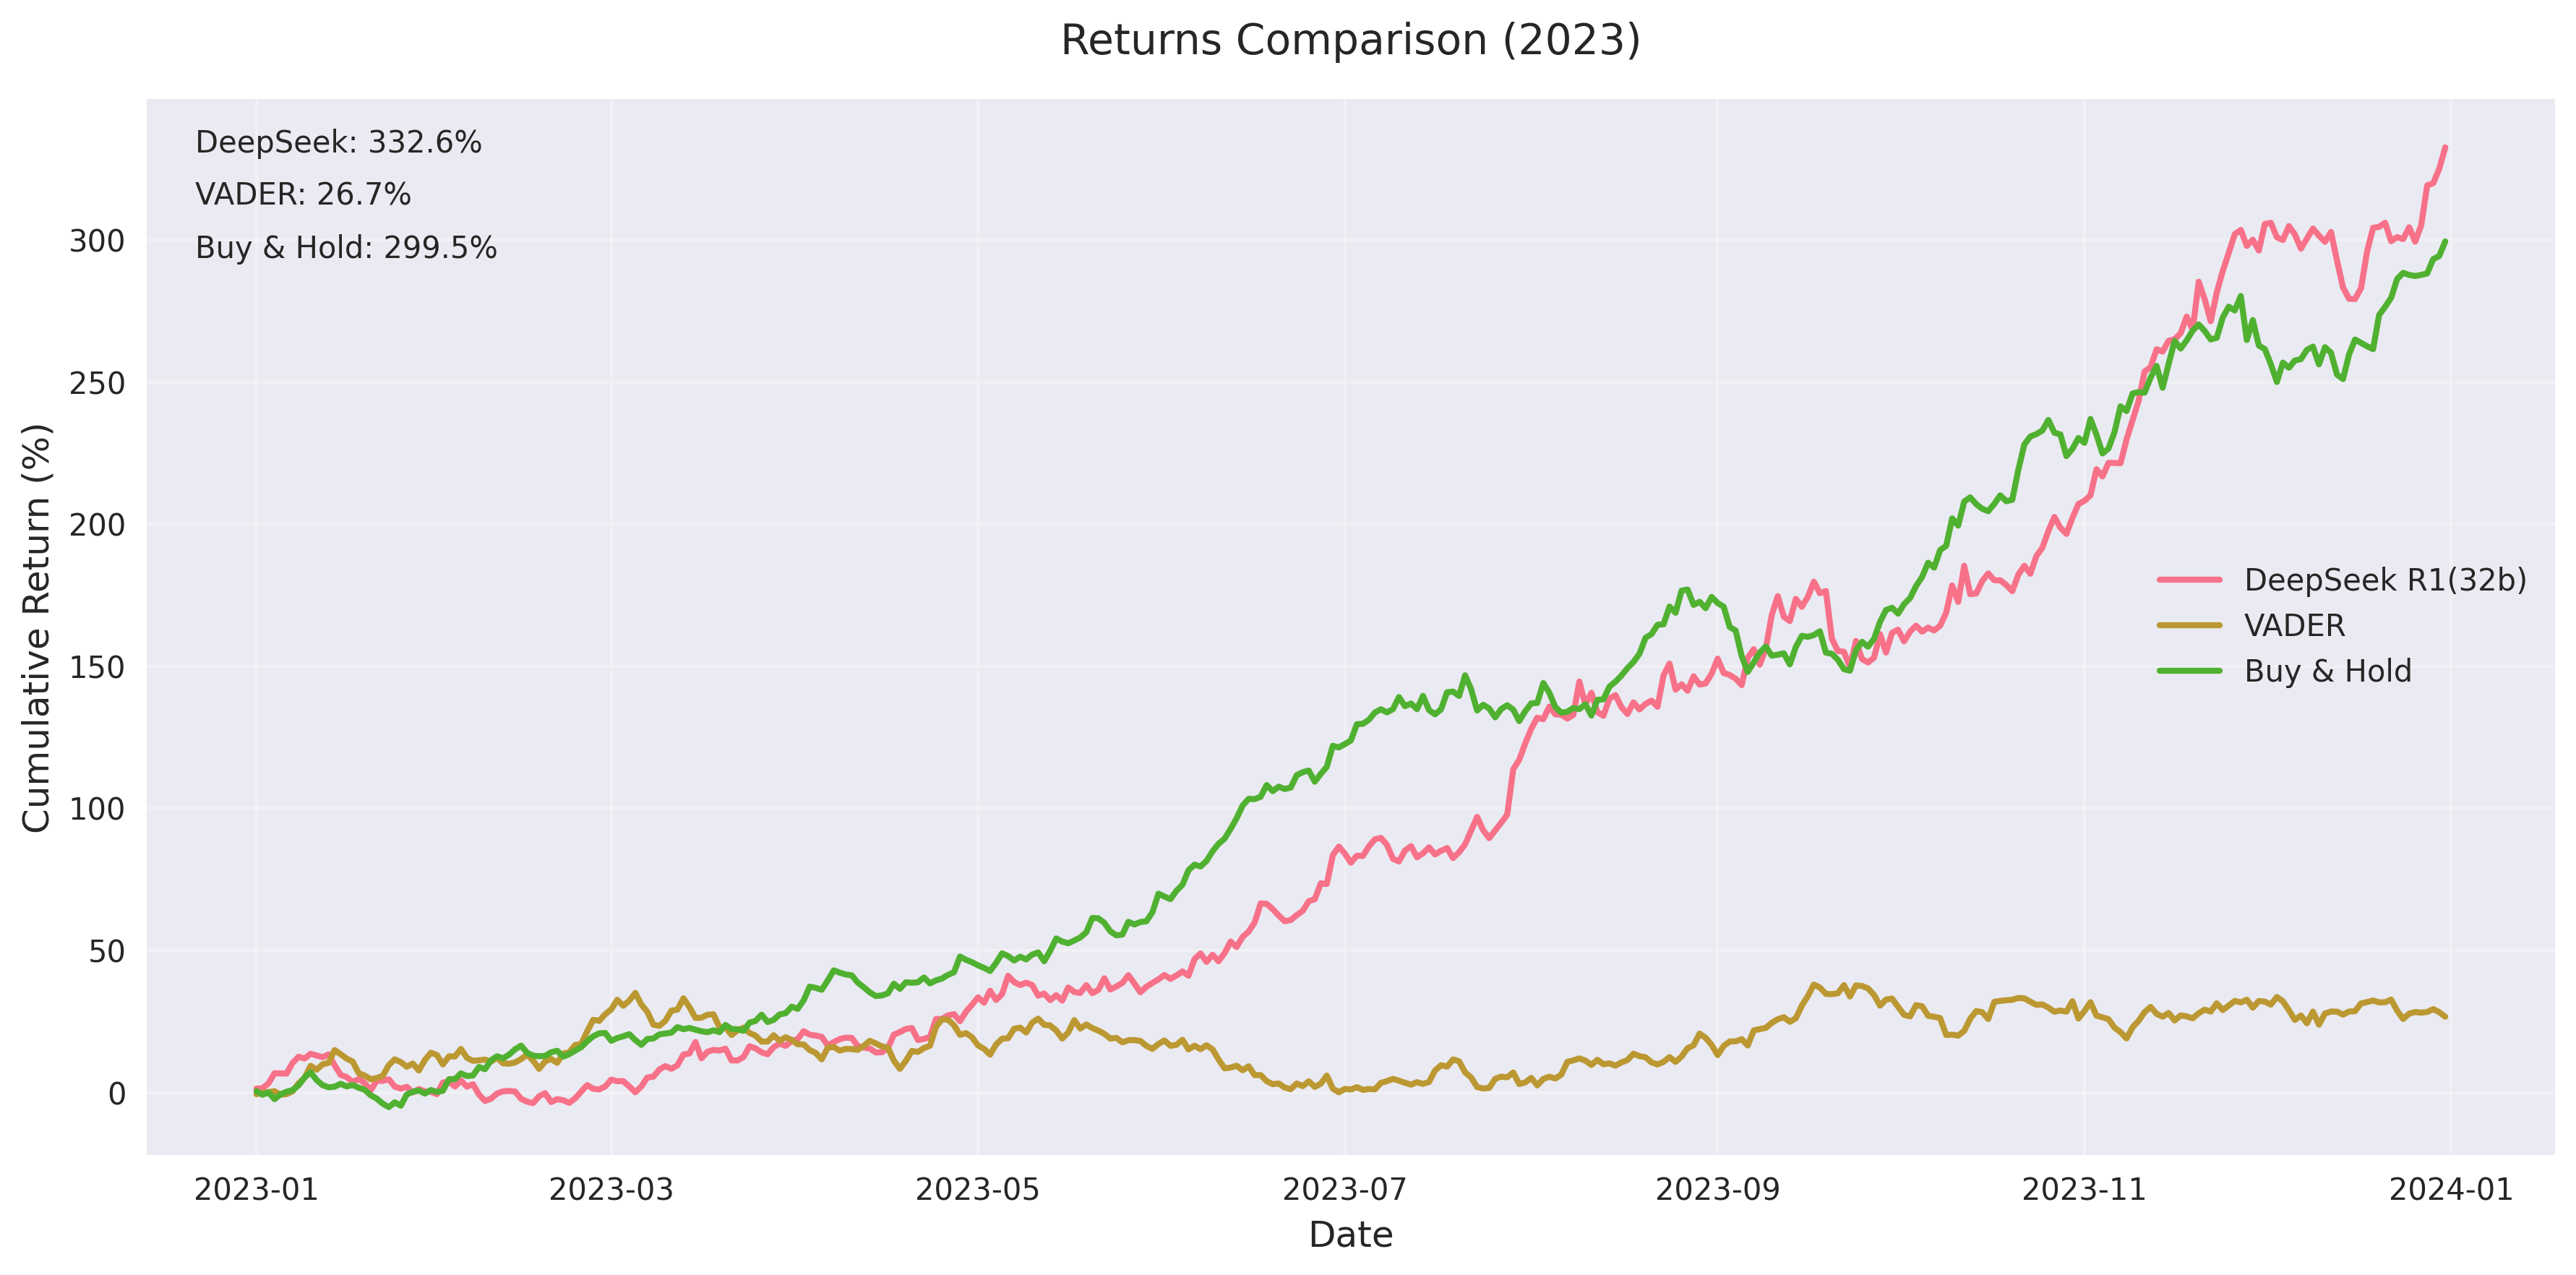 Returns Comparison (2023)
DeepSeek: 332.6%
VADER: 26.7%
Buy & Hold: 299.5%
Cumulative Return (%)
300
250
200
150
100
50
0
DeepSeek R1(32b)
VADER
Buy & Hold
2023-01 2023-03 2023-05 2023-07 2023-09 2023-11 2024-01
Date